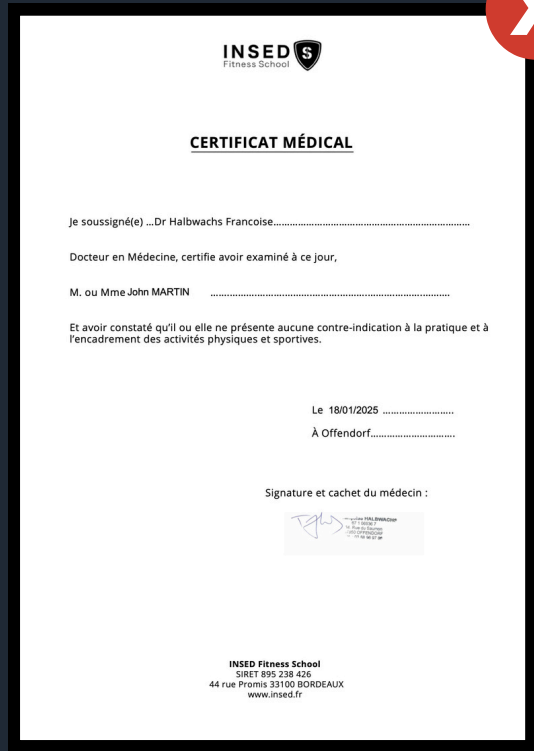 INSED S
Fitness School
CERTIFICAT MÉDICAL
Je soussigné(e) ...Dr Halbwachs Francoise......................................................................
Docteur en Médecine, certifie avoir examiné à ce jour,
M. ou Mme John MARTIN ......................................................................................
Et avoir constaté qu'il ou elle ne présente aucune contre-indication à la pratique et à
l'encadrement des activités physiques et sportives.
Le 18/01/2025 ..........................
À Offendorf..............................
Signature et cachet du médecin :
HALBWACHS
Rue du
OFFENDORF
INSED Fitness School
SIRET 895 238 426
44 rue Promis 33100 BORDEAUX
www.insed.fr